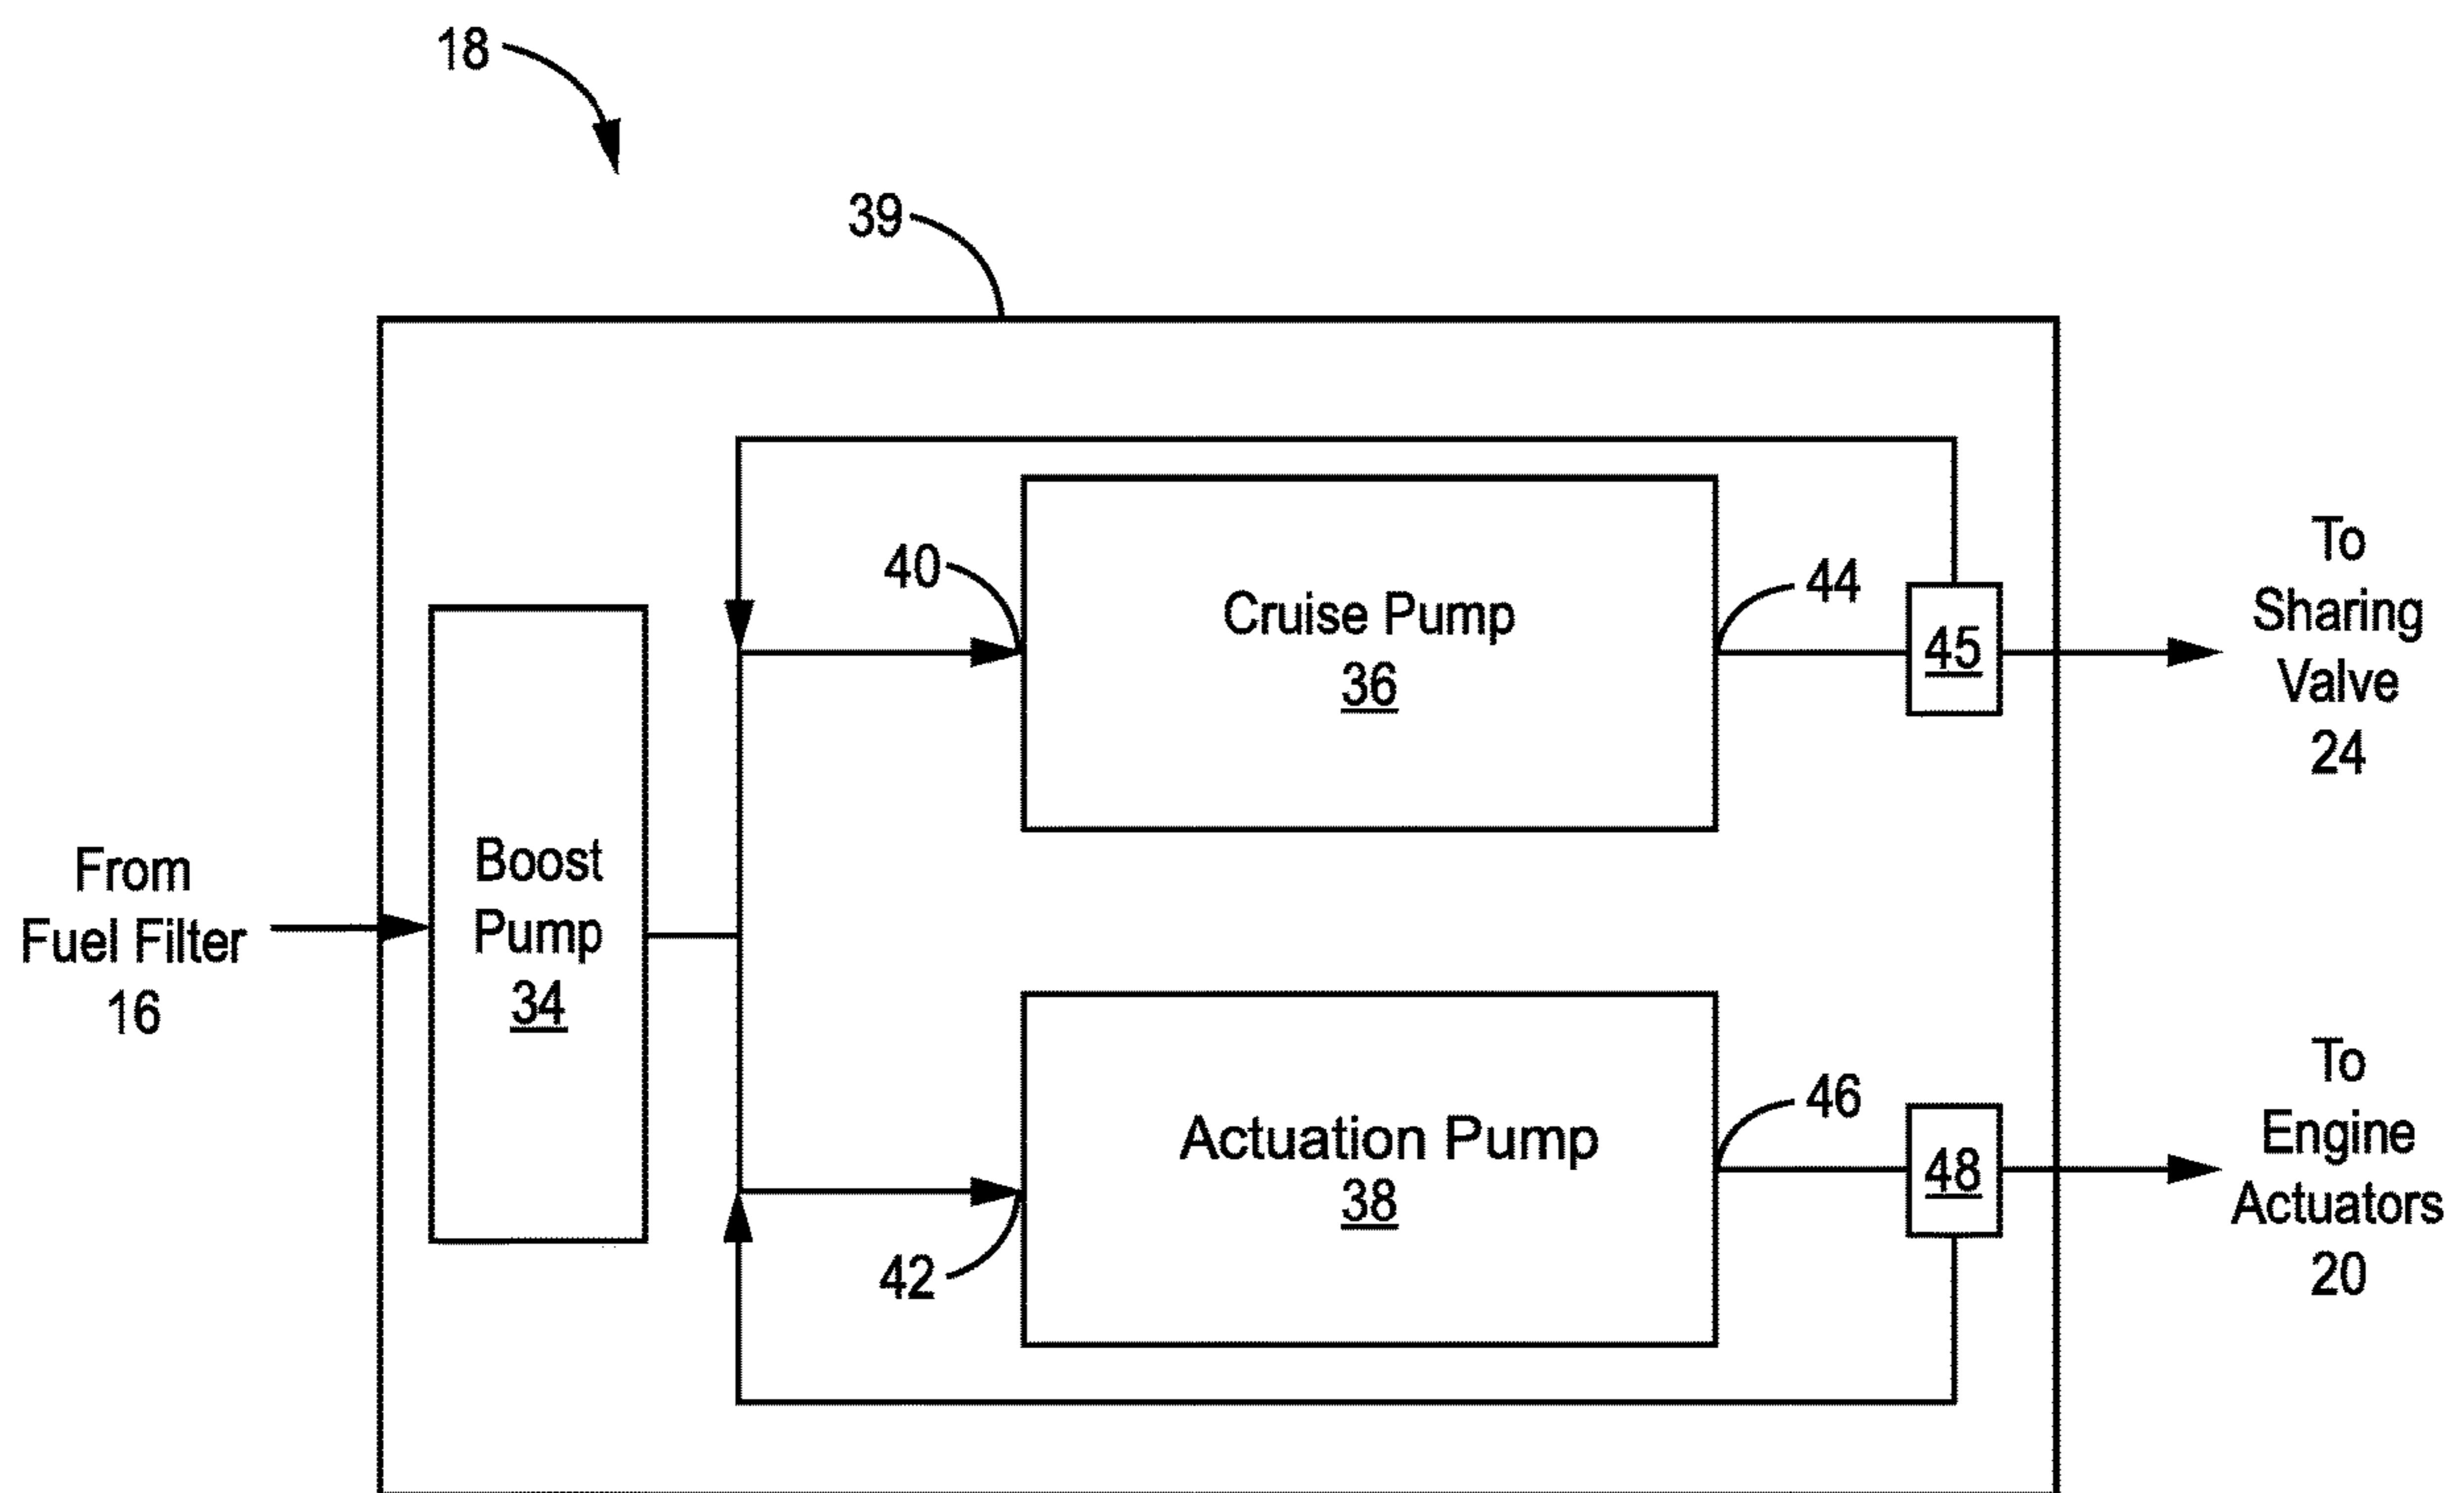 18
39
40
Cruise Pump
36
44
45
To
Sharing
Valve
24
From
Fuel Filter
16
Boost
Pump
34
42
Actuation Pump
38
46
48
To
Engine
Actuators
20